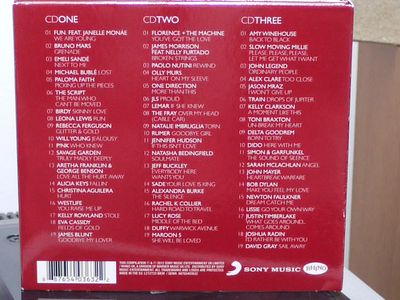 CDONE
01 FUN. FEAT. JANELLE MONÁE
WE ARE YOUNG
02 BRUNO MARS
GRENADE
03 EMELI SANDÉ
NEXT TO ME
04 MICHAEL BUBLÉ LOST
05 PALOMA FAITH
PICKING UP THE PIECES
06 THE SCRIPT
THE MAN WHO
CAN'T BE MOVED
07 BIRDY SKINNY LOVE
08 LEONA LEWIS RUN
09 REBECCA FERGUSON
GLITTER & GOLD
10 WILL YOUNG JEALOUSY
11 P!NK WHO KNEW
12 SAVAGE GARDEN
TRULY MADLY DEEPLY
13 ARETHA FRANKLIN &
GEORGE BENSON
LOVE ALL THE HURT AWAY
14 ALICIA KEYS FALLIN'
15 CHRISTINA AGUILERA
HURT
16 WESTLIFE
YOU RAISE ME UP
17 KELLY ROWLAND STOLE
18 EVA CASSIDY
FIELDS OF GOLD
19 JAMES BLUNT
GOODBYE MY LOVER
CDTWO
01 FLORENCE + THE MACHINE
YOU'VE GOT THE LOVE
02 JAMES MORRISON
FEAT NELLY FURTADO
BROKEN STRINGS
03 PAOLO NUTINI REWIND
04 OLLY MURS
HEART ON MY SLEEVE
05 ONE DIRECTION
MORE THAN THIS
06 JLS PROUD
07 LEMAR IF SHE KNEW
08 THE FRAY OVER MY HEAD
(CABLE CAR)
09 NATALIE IMBRUGLIA TORN
10 RUMER GOODBYE GIRL
11 JENNIFER HUDSON
IF THIS ISN'T LOVE
12 NATASHA BEDINGFIELD
SOULMATE
13 JEFF BUCKLEY
EVERYBODY HERE
WANTS YOU
14 SADE YOUR LOVE IS KING
15 ALEXANDRA BURKE
THE SILENCE
16 RACHEL K COLLIER
HARD ROAD TO TRAVEL
17 LUCY ROSE
MIDDLE OF THE BED
18 DUFFY WARWICK AVENUE
19 MAROON 5
SHE WILL BE LOVED
CDTHREE
01 AMY WINEHOUSE
BACK TO BLACK
02 SLOW MOVING MILLIE
PLEASE, PLEASE, PLEASE,
LET ME GET WHAT I WANT
03 JOHN LEGEND
ORDINARY PEOPLE
04 ALEX CLARE TOO CLOSE
05 JASON MRAZ
I WON'T GIVE UP
06 TRAIN DROPS OF JUPITER
07 KELLY CLARKSON
A MOMENT LIKE THIS
08 TONI BRAXTON
UN-BREAK MY HEART
09 DELTA GOODREM
BORN TO TRY
10 DIDO HERE WITH ME
11 SIMON & GARFUNKEL
THE SOUND OF SILENCE
12 SARAH MCLACHLAN ANGEL
13 JOHN MAYER
HEARTBREAK WARFARE
14 BOB DYLAN
MAKE YOU FEEL MY LOVE
15 NEWTON FAULKNER
DREAM CATCH ME
16 LISSIE GO YOUR OWN WAY
17 JUSTIN TIMBERLAKE
WHAT GOES AROUND...
COMES AROUND
18 JOSHUA RADIN
I'D RATHER BE WITH YOU
19 DAVID GRAY SAIL AWAY
SONY MUSIC
RHINO